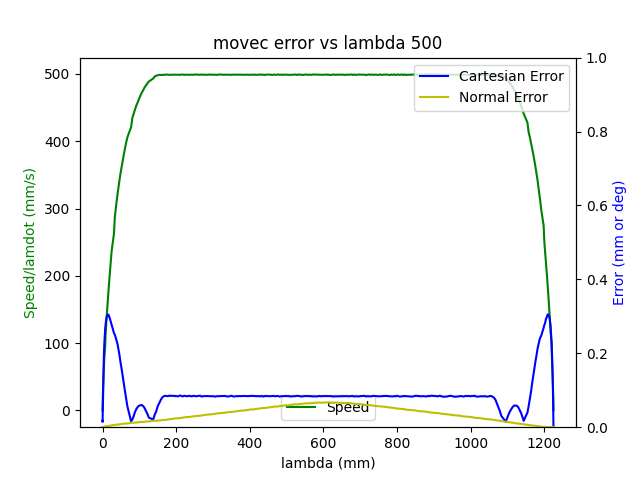 movec error vs lambda 500
Cartesian Error
Normal Error
Speed
500
400
300
200
100
0
Speed/lamdot (mm/s)
1.0
0.8
0.6
0.4
0.2
0.0
Error (mm or deg)
0 200 400 600 800 1000 1200
lambda (mm)